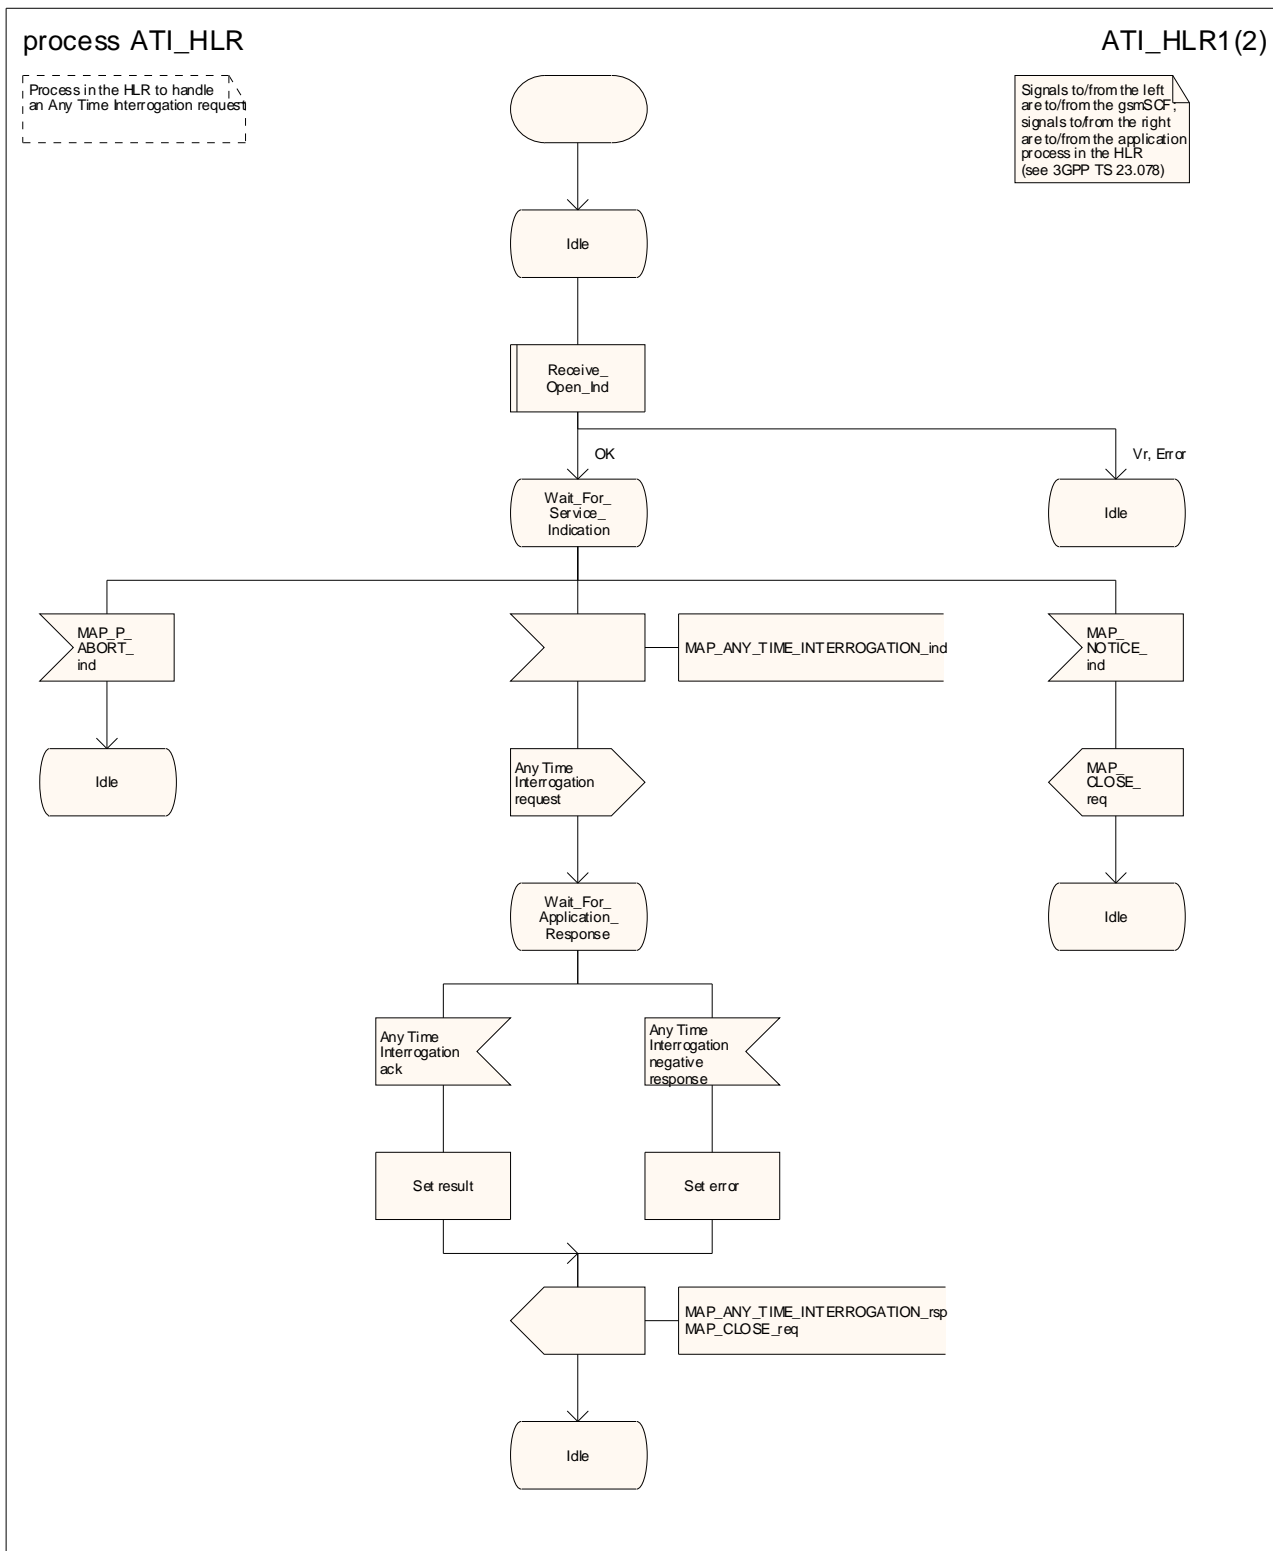 process ATI_HLR
ATI_HLR1(2)
Process in the HLR to handle
an Any Time Interrogation request
Signals to/from the left
are to/from the gsmSCF;
signals to/from the right
are to/from the application
process in the HLR
(see 3GPP TS 23.078)
Idle
Receive_
Open_Ind
OK
Vr, Error
Wait_For_
Service_
Indication
Idle
MAP_P_
ABORT_
ind
MAP_ANY_TIME_INTERROGATION_ind
MAP_
NOTICE_
ind
Idle
Any Time
Interrogation
request
MAP_
CLOSE_
req
Wait_For_
Application_
Response
Idle
Any Time
Interrogation
ack
Any Time
Interrogation
negative
response
Set result
Set error
MAP_ANY_TIME_INTERROGATION_rsp
MAP_CLOSE_req
Idle